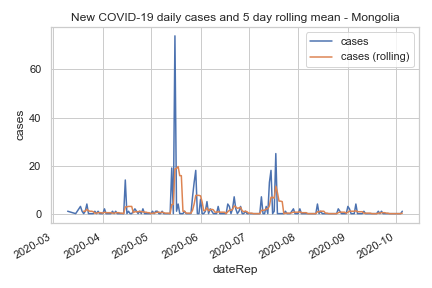 New COVID-19 daily cases and 5 day rolling mean - Mongolia
cases
cases (rolling)
cases
60
40
20
0
2020-03
2020-04
2020-05
2020-06
2020-07
2020-08
2020-09
2020-10
dateRep